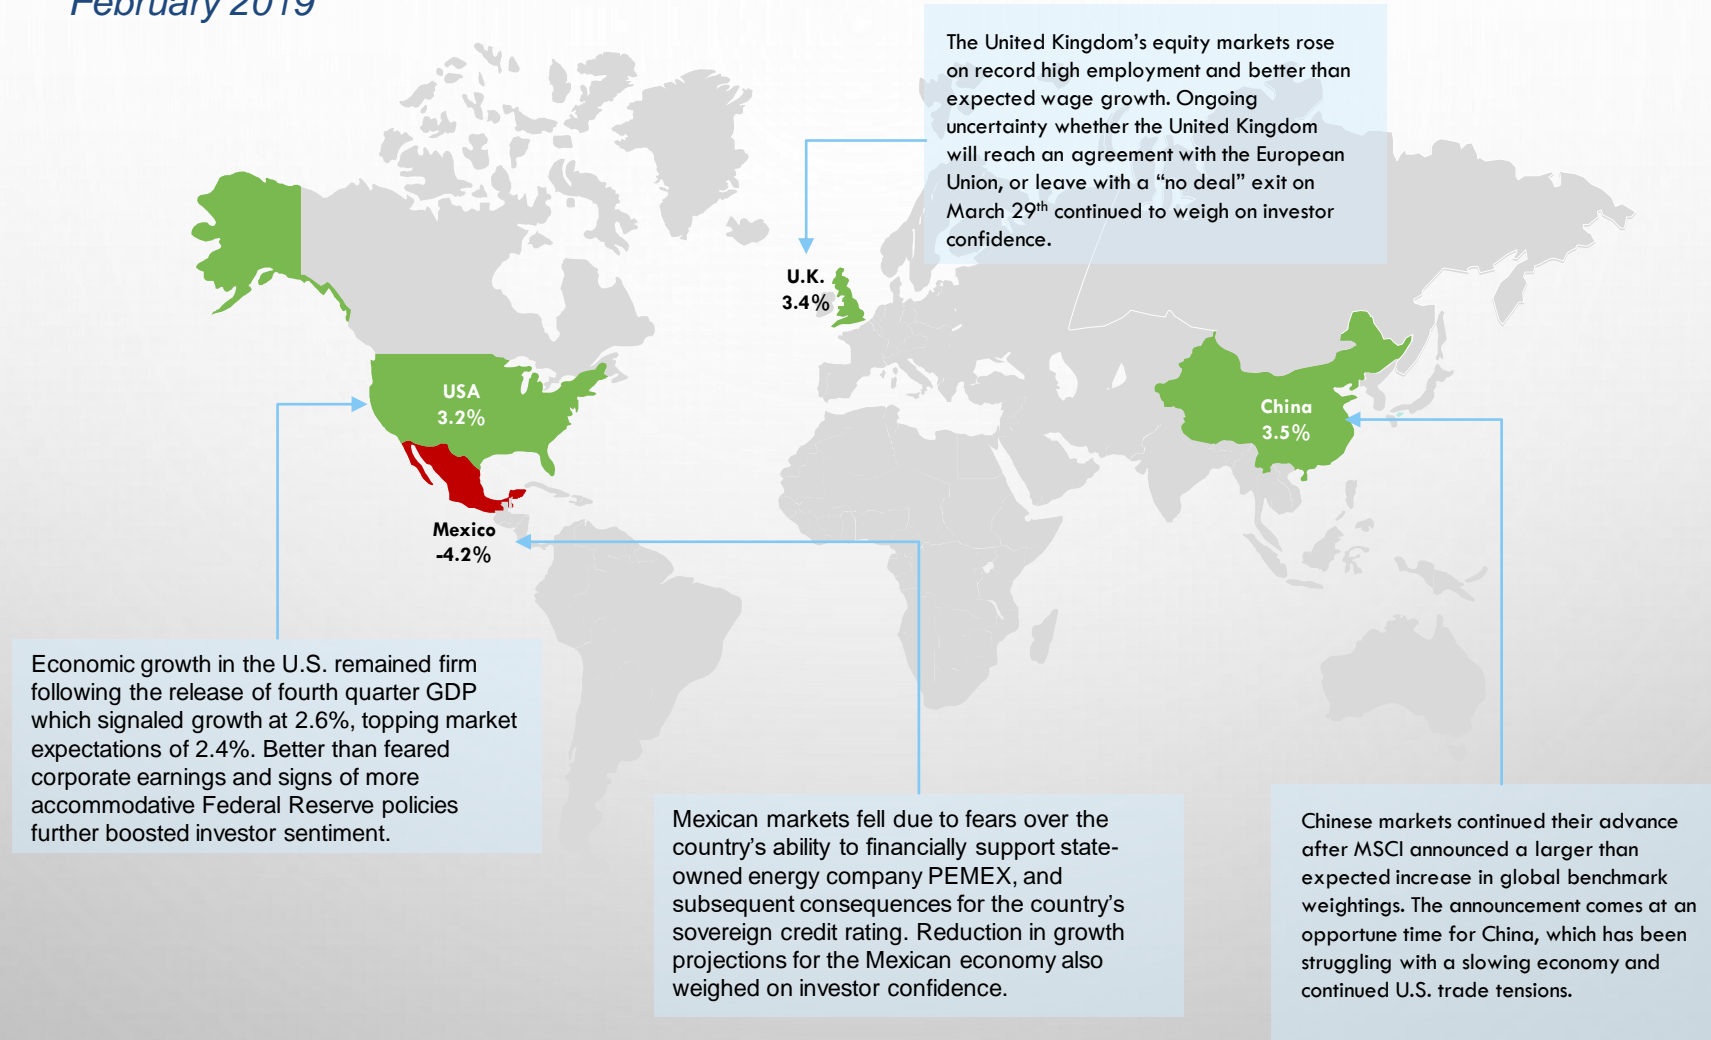 February 2019
The United Kingdom’s equity markets rose
on record high employment and better than
expected wage growth. Ongoing
uncertainty whether the United Kingdom
will reach an agreement with the European
Union, or leave with a “no deal” exit on
March 29th continued to weigh on investor
confidence.
U.K.
3.4%
USA
3.2%
China
3.5%
Mexico
-4.2%
Economic growth in the U.S. remained firm
following the release of fourth quarter GDP
which signaled growth at 2.6%, topping market
expectations of 2.4%. Better than feared
corporate earnings and signs of more
accommodative Federal Reserve policies
further boosted investor sentiment.
Mexican markets fell due to fears over the
country’s ability to financially support state-
owned energy company PEMEX, and
subsequent consequences for the country’s
sovereign credit rating. Reduction in growth
projections for the Mexican economy also
weighed on investor confidence.
Chinese markets continued their advance
after MSCI announced a larger than
expected increase in global benchmark
weightings. The announcement comes at an
opportune time for China, which has been
struggling with a slowing economy and
continued U.S. trade tensions.